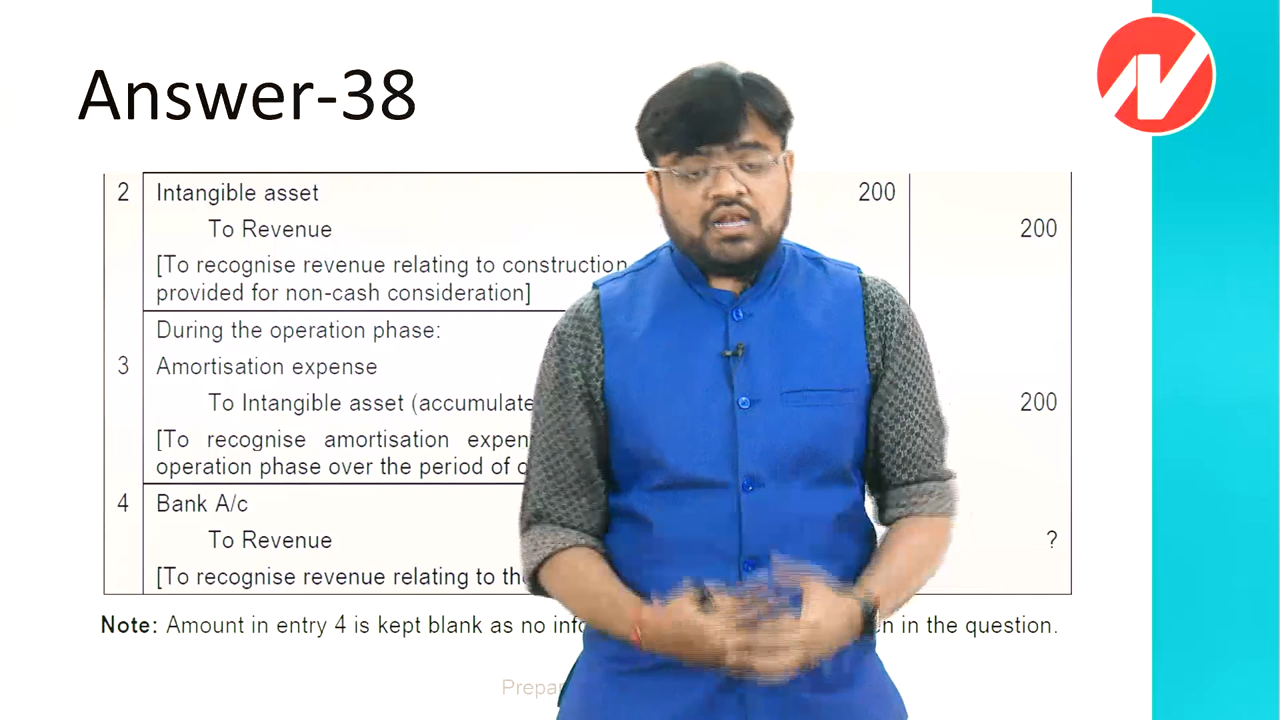 Answer-38
2 Intangible asset 200
To Revenue 200
[To recognise revenue relating to construction
provided for non-cash consideration]
During the operation phase:
3 Amortisation expense
To Intangible asset (accumulate 200
[To recognise amortisation
operation phase over the period of
4 Bank A/c
To Revenue ?
[To recognise revenue relating to
Note: Amount in entry 4 is kept blank as no in the question.